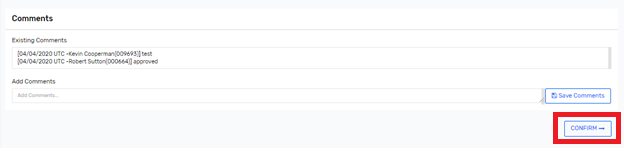 Comments
Existing Comments
[04/04/2020 UTC -Kevin Cooperman(009693)] test
[04/04/2020 UTC -Robert Sutton(000664)] approved
Add Comments
Add Comments...
Save Comments
CONFIRM